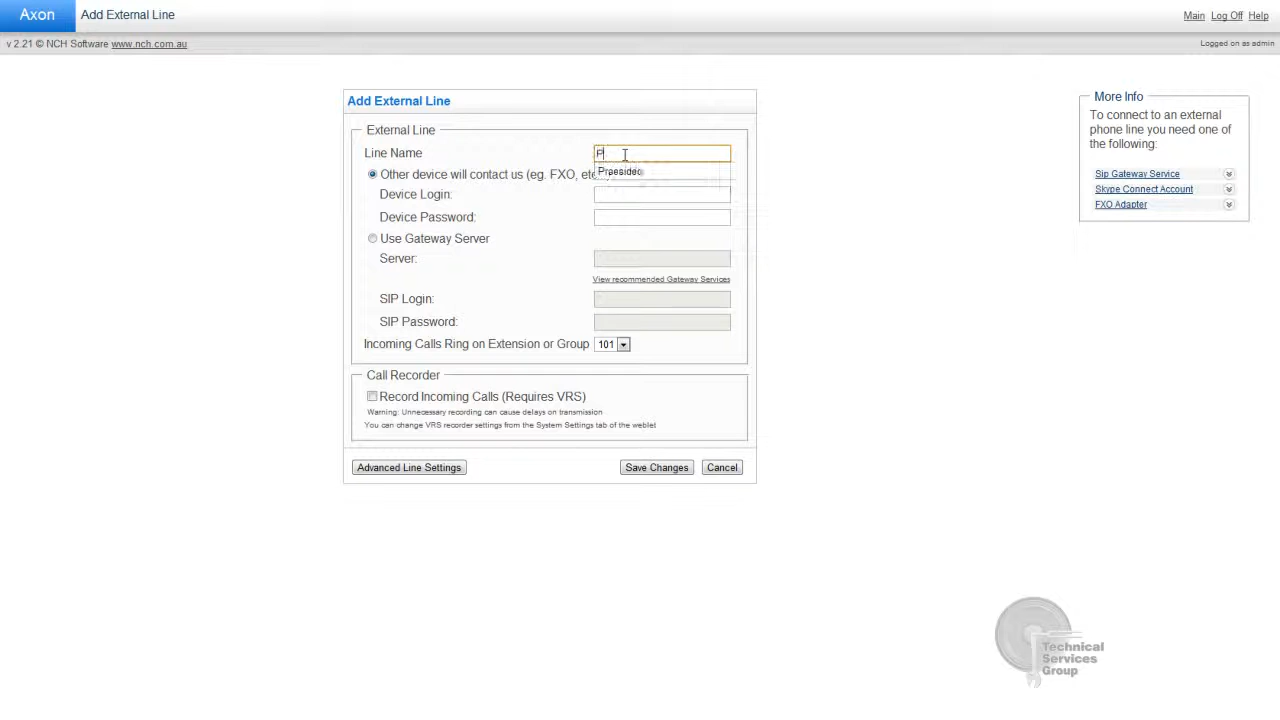 Axon
Add External Line
Main Log Off Help
v 2.21 © NCH Software www.nch.com.au
Logged on as admin
Add External Line
External Line
Line Name
P
Praesideo
Other device will contact us (eg. FXO, etc
Device Login:
Device Password:
Use Gateway Server
Server:
View recommended Gateway Services
SIP Login:
SIP Password:
Incoming Calls Ring on Extension or Group 101
Call Recorder
Record Incoming Calls (Requires VRS)
Warning: Unnecessary recording can cause delays on transmission
You can change VRS recorder settings from the System Settings tab of the weblet
Advanced Line Settings
Save Changes
Cancel
More Info
To connect to an external
phone line you need one of
the following:
Sip Gateway Service
Skype Connect Account
FXO Adapter
Technical
Services
Group